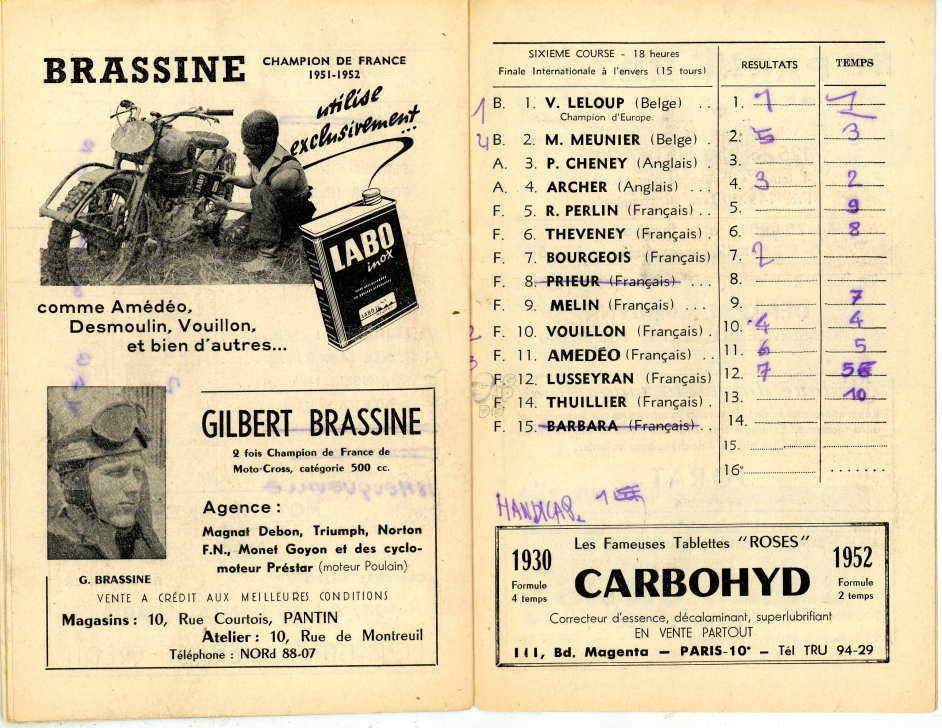 BRASSINE
CHAMPION DE FRANCE
1951-1952
utilise
exclusivement...
LABO
inox
comme Amédéo,
Desmoulin, Vouillon,
et bien d'autres...
GILBERT BRASSINE
2 fois Champion de France de
Moto-Cross, catégorie 500 cc.
Agence :
Magnat Debon, Triumph, Norton
F.N., Monet Goyon et des cyclo-
moteur Préstar (moteur Poulain)
G. BRASSINE
VENTE A CRÉDIT AUX MEILLEURES CONDITIONS
Magasins : 10, Rue Courtois, PANTIN
Atelier : 10, Rue de Montreuil
Téléphone : NORd 88-07
SIXIEME COURSE - 18 heures
Finale Internationale à l'envers (15 tours)
RESULTATS
TEMPS
1 B. 1. V. LELOUP (Belge) .. 1. 1 1
Champion d'Europe.
4 B. 2. M. MEUNIER (Belge) .. 2. 5 3
A. 3. P. CHENEY (Anglais) 3.
A. 4. ARCHER (Anglais) ... 4. 3 2
F. 5. R. PERLIN (Français) .. 5. 9
F. 6. THEVENEY (Français) . 6. 8
F. 7. BOURGEOIS (Français) 7. 2
F. 8. PRIEUR (Français) 8.
F. 9. MELIN (Français) .. 9. 7
2 F. 10. VOUILLON (Français) . 10. 4 4
3 F. 11. AMEDÉO (Français) .. 11. 6 5
F. 12. LUSSEYRAN (Français) 12. 7 5
F. 14. THUILLIER (Français) . 13. 10
F. 15. BARBARA (Français) .. 14.
15.
16e
HANDICAP.
Les Fameuses Tablettes "ROSES"
1930
Formule
4 temps
CARBOHYD
1952
Formule
2 temps
Correcteur d'essence, décalaminant, superlubrifiant
EN VENTE PARTOUT
111, Bd. Magenta — PARIS-10e — Tél TRU 94-29